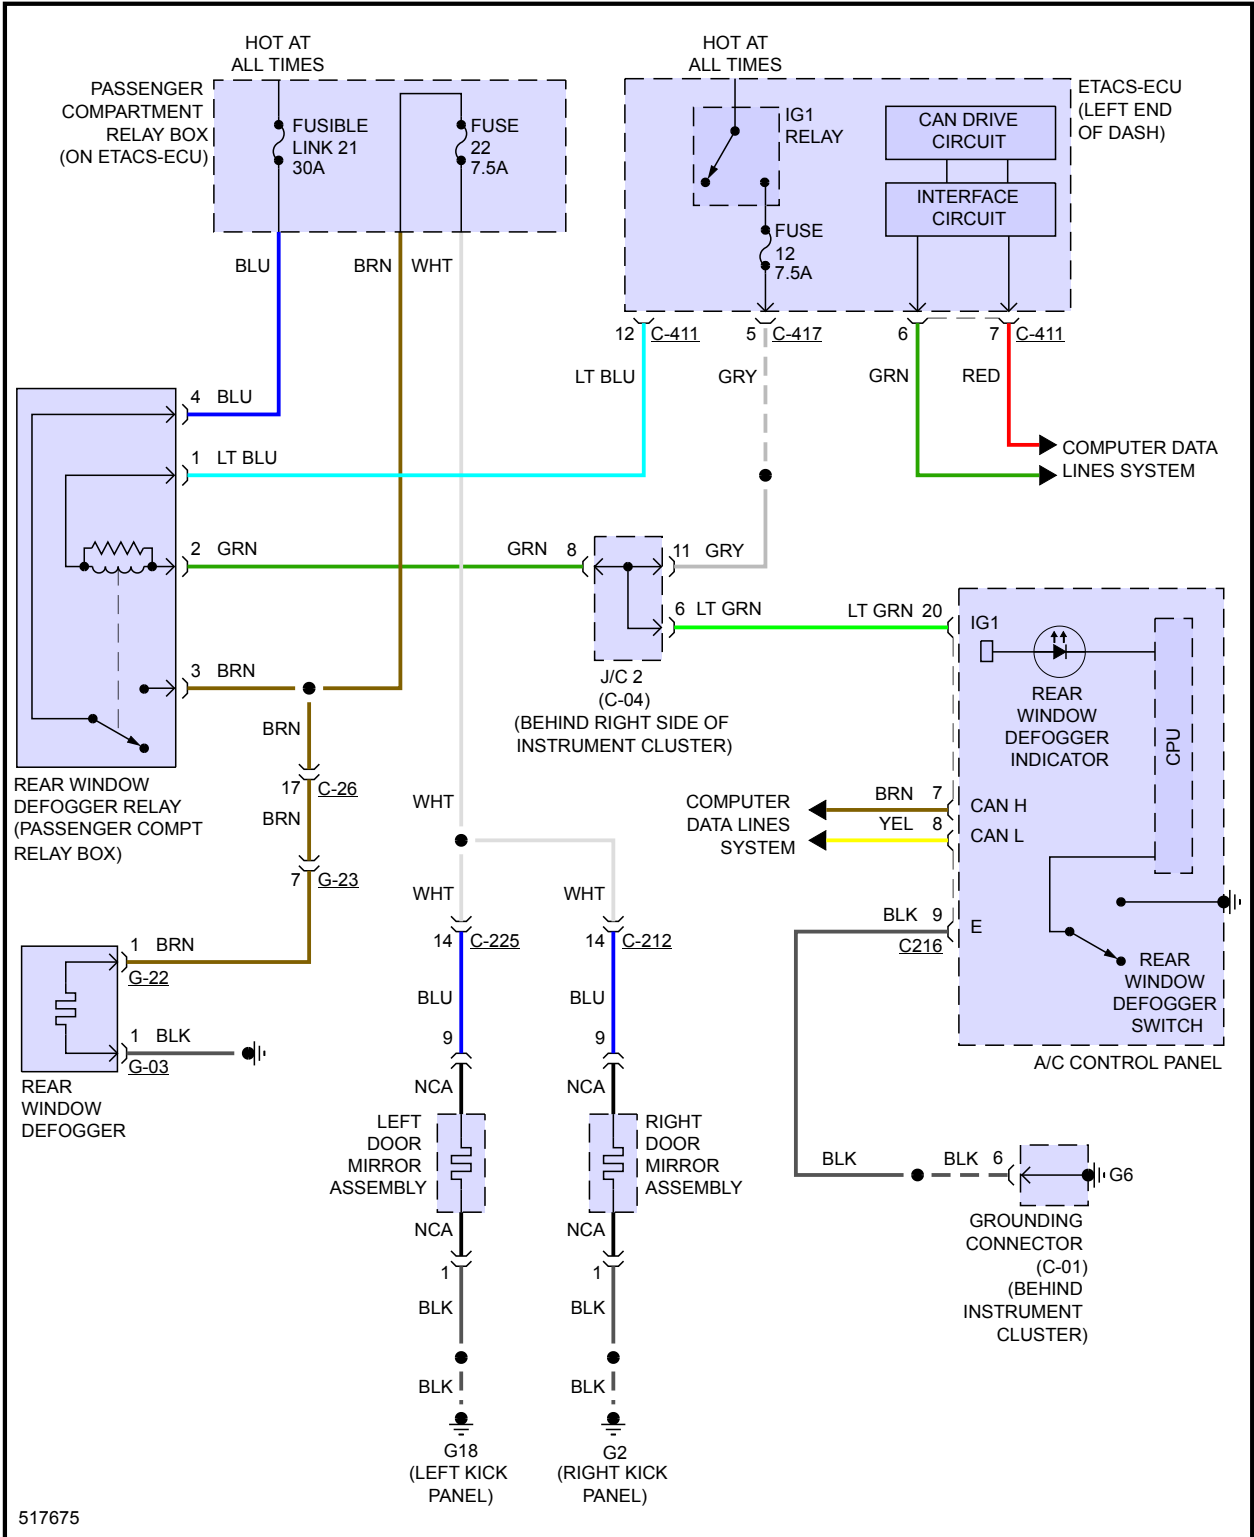 HOT AT
ALL TIMES
HOT AT
ALL TIMES
PASSENGER
COMPARTMENT
RELAY BOX
(ON ETACS-ECU)
FUSIBLE
LINK 21
30A
FUSE
22
7.5A
IG1
RELAY
FUSE
12
7.5A
CAN DRIVE
CIRCUIT
INTERFACE
CIRCUIT
ETACS-ECU
(LEFT END
OF DASH)
BLU
BRN
WHT
12 C-411
5 C-417
6
7 C-411
LT BLU
GRY
GRN
RED
COMPUTER DATA
LINES SYSTEM
4 BLU
1 LT BLU
2 GRN
GRN 8
11 GRY
6 LT GRN
LT GRN 20
3 BRN
J/C 2
(C-04)
(BEHIND RIGHT SIDE OF
INSTRUMENT CLUSTER)
IG1
REAR
WINDOW
DEFOGGER
INDICATOR
CPU
BRN
17 C-26
BRN
7 G-23
REAR WINDOW
DEFOGGER RELAY
(PASSENGER COMPT
RELAY BOX)
WHT
COMPUTER
DATA LINES
SYSTEM
BRN 7
YEL 8
CAN H
CAN L
BLK 9
C216
E
REAR
WINDOW
DEFOGGER
SWITCH
A/C CONTROL PANEL
WHT
WHT
14 C-225
14 C-212
1 BRN
G-22
1 BLK
G-03
REAR
WINDOW
DEFOGGER
BLU
BLU
9
9
NCA
NCA
LEFT
DOOR
MIRROR
ASSEMBLY
RIGHT
DOOR
MIRROR
ASSEMBLY
NCA
NCA
1
1
BLK
BLK
BLK
BLK
G18
(LEFT KICK
PANEL)
G2
(RIGHT KICK
PANEL)
BLK
BLK 6
G6
GROUNDING
CONNECTOR
(C-01)
(BEHIND
INSTRUMENT
CLUSTER)
517675